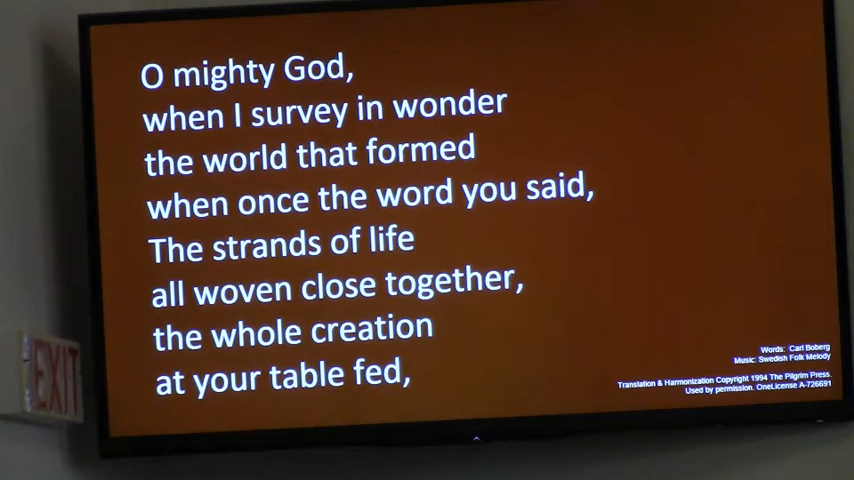 O mighty God,
when I survey in wonder
the world that formed
when once the word you said,
The strands of life
all woven close together,
the whole creation
at your table fed,
Words: Carl Boberg
Music: Swedish Folk Melody
Translation & Harmonization Copyright 1994 The Pilgrim Press.
Used by permission. OneLicense A-726691
EXIT